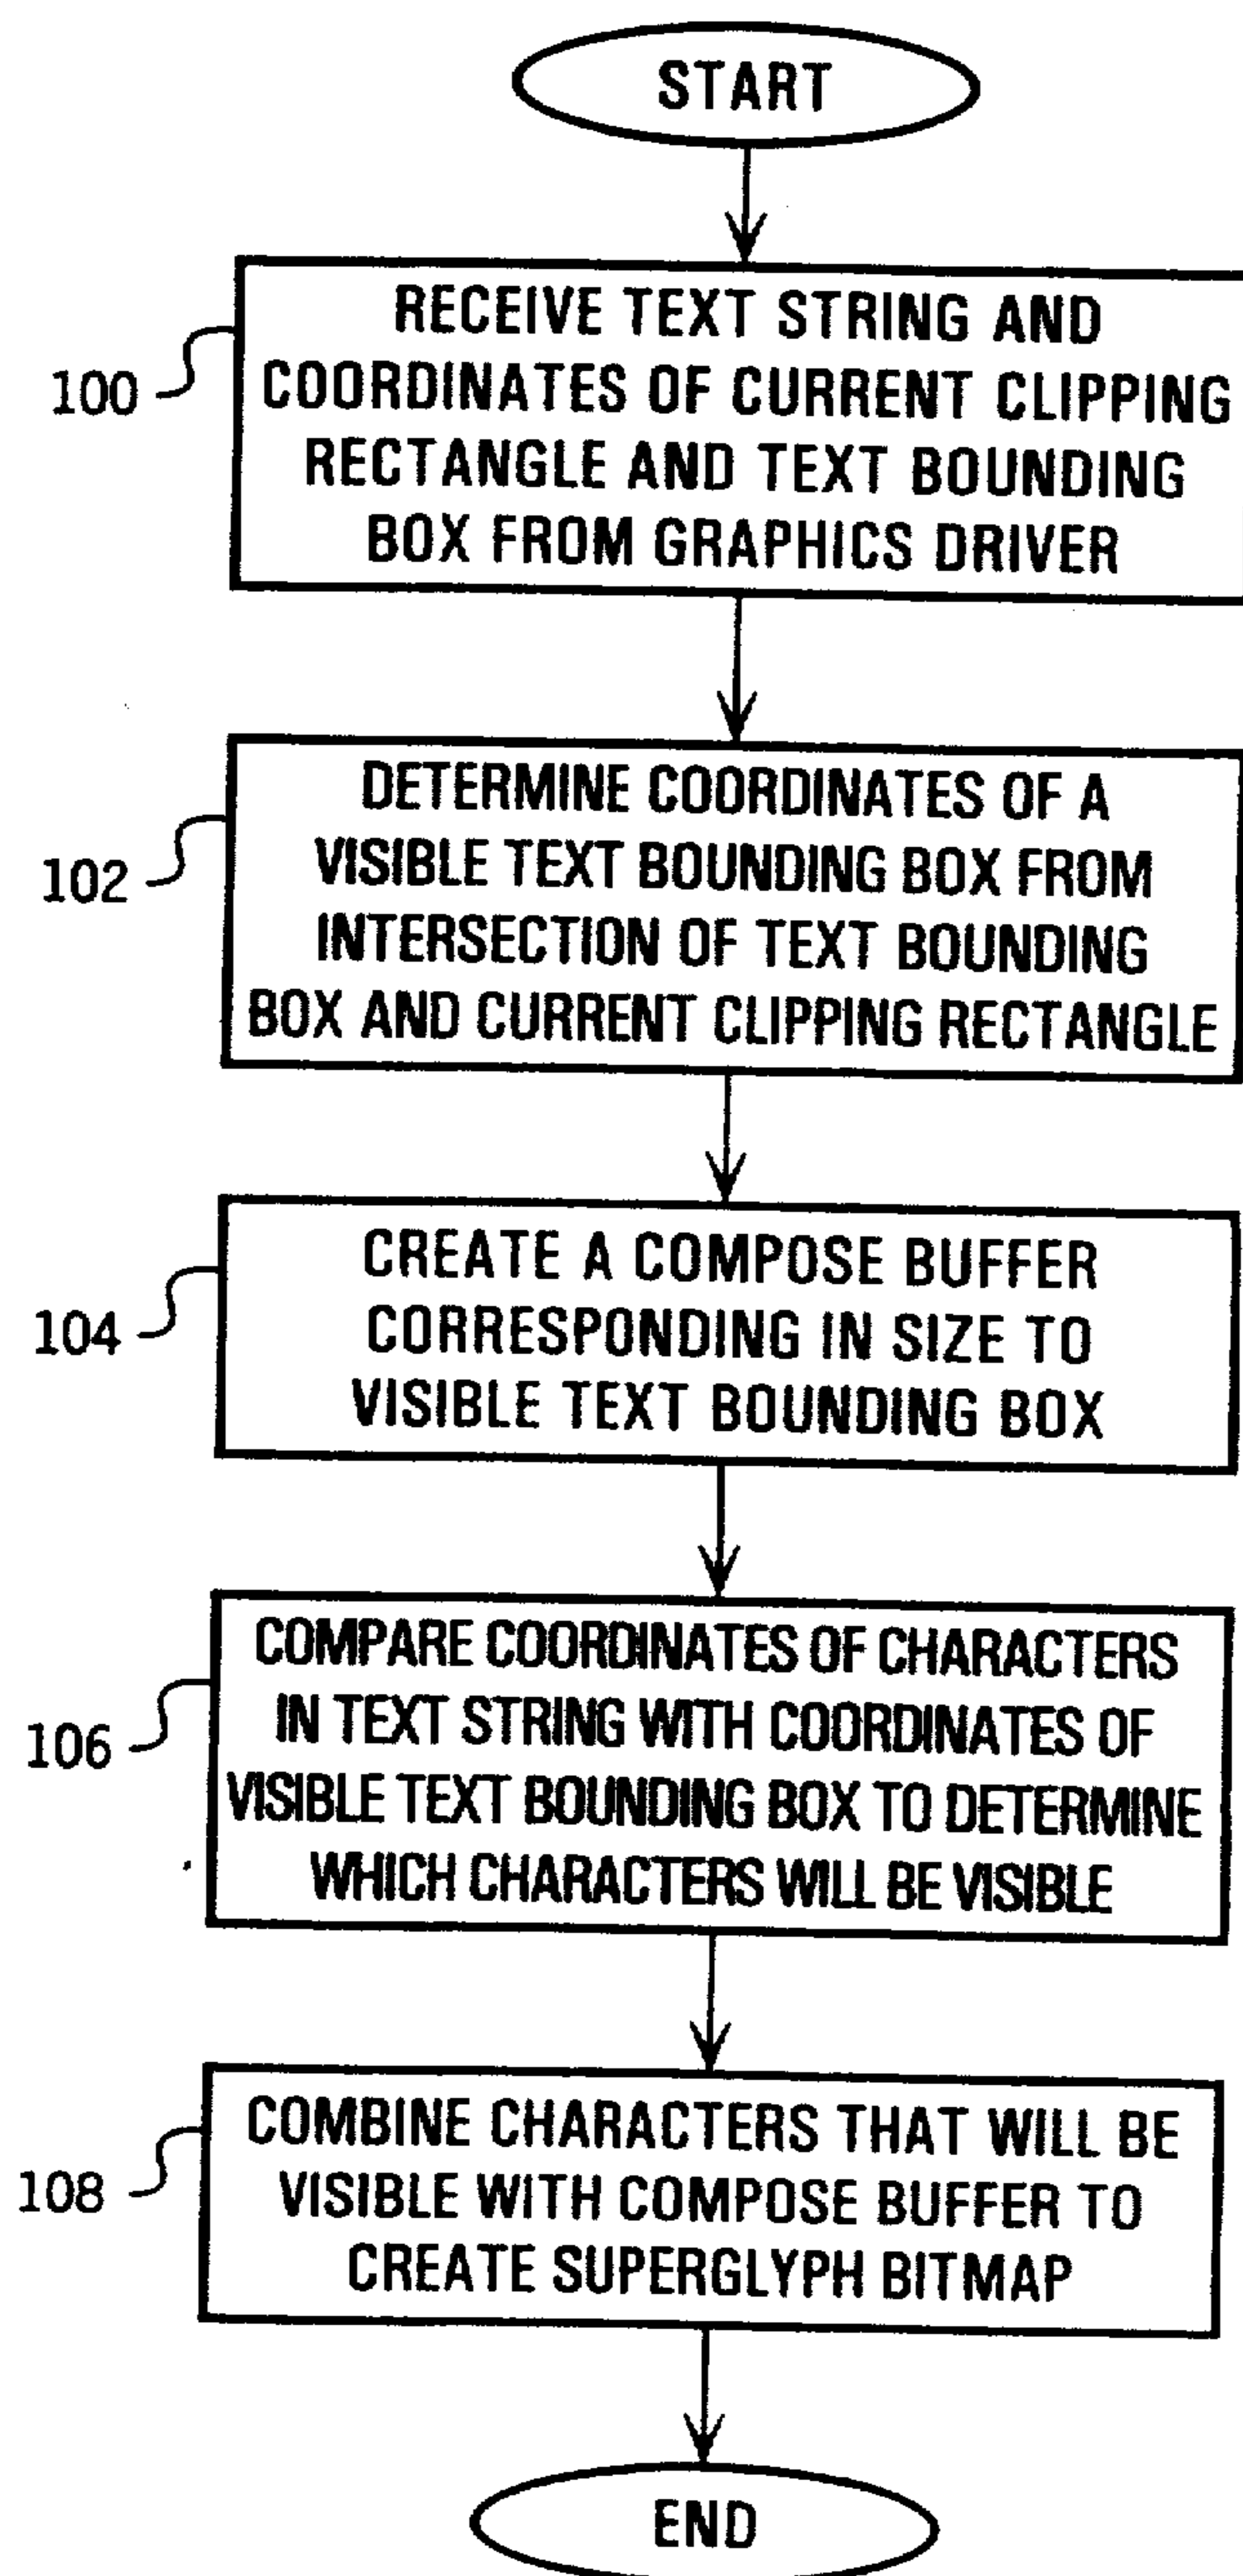 START
100
RECEIVE TEXT STRING AND
COORDINATES OF CURRENT CLIPPING
RECTANGLE AND TEXT BOUNDING
BOX FROM GRAPHICS DRIVER
102
DETERMINE COORDINATES OF A
VISIBLE TEXT BOUNDING BOX FROM
INTERSECTION OF TEXT BOUNDING
BOX AND CURRENT CLIPPING RECTANGLE
104
CREATE A COMPOSE BUFFER
CORRESPONDING IN SIZE TO
VISIBLE TEXT BOUNDING BOX
106
COMPARE COORDINATES OF CHARACTERS
IN TEXT STRING WITH COORDINATES OF
VISIBLE TEXT BOUNDING BOX TO DETERMINE
WHICH CHARACTERS WILL BE VISIBLE
108
COMBINE CHARACTERS THAT WILL BE
VISIBLE WITH COMPOSE BUFFER TO
CREATE SUPERGLYPH BITMAP
END